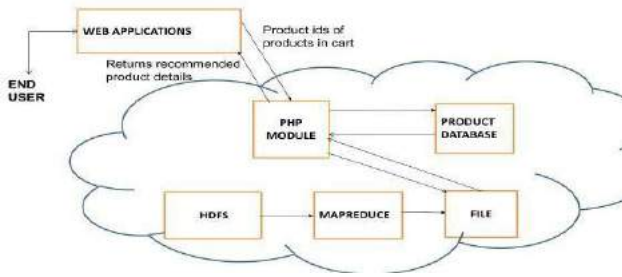 WEB APPLICATIONS
Product ids of
products in cart
Returns recommended
product details
END
USER
PHP
MODULE
PRODUCT
DATABASE
HDFS
MAPREDUCE
FILE